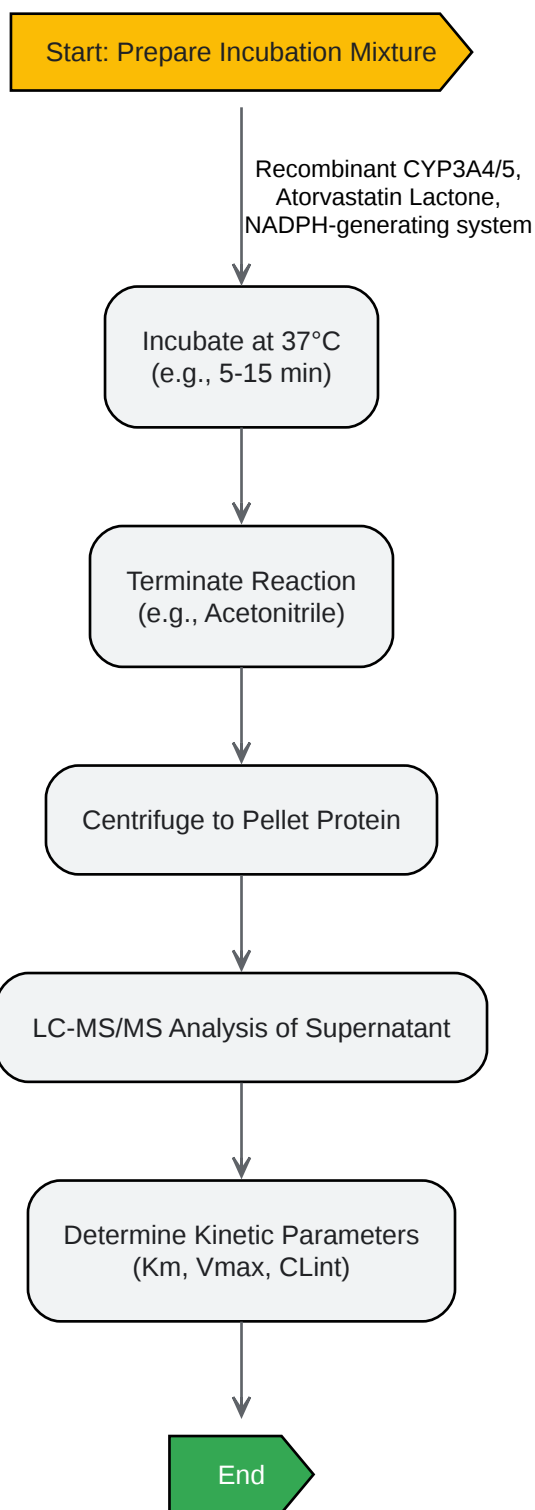 Start: Prepare Incubation Mixture
Recombinant CYP3A4/5,
Atorvastatin Lactone,
NADPH-generating system
Incubate at 37°C
(e.g., 5-15 min)
Terminate Reaction
(e.g., Acetonitrile)
Centrifuge to Pellet Protein
LC-MS/MS Analysis of Supernatant
Determine Kinetic Parameters
(Km, Vmax, CLint)
End